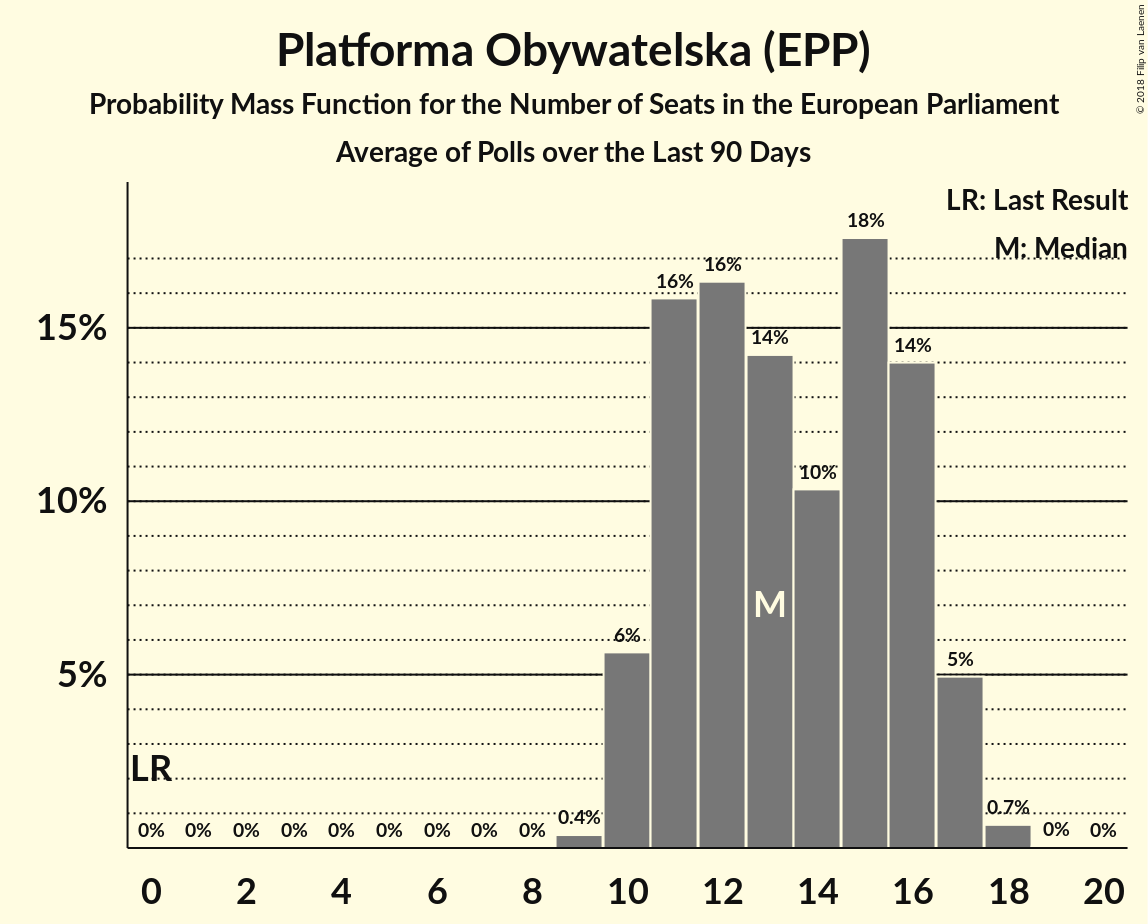 Platforma Obywatelska (EPP)
Probability Mass Function for the Number of Seats in the European Parliament
Average of Polls over the Last 90 Days
© 2018 Filip van Laenen
LR: Last Result
M: Median
18%
16%
16%
14%
14%
10%
6%
5%
0.4%
0.7%
0% 0% 0% 0% 0% 0% 0% 0% 0% 0% 0%
15%
10%
5%
M
LR
0 2 4 6 8 10 12 14 16 18 20